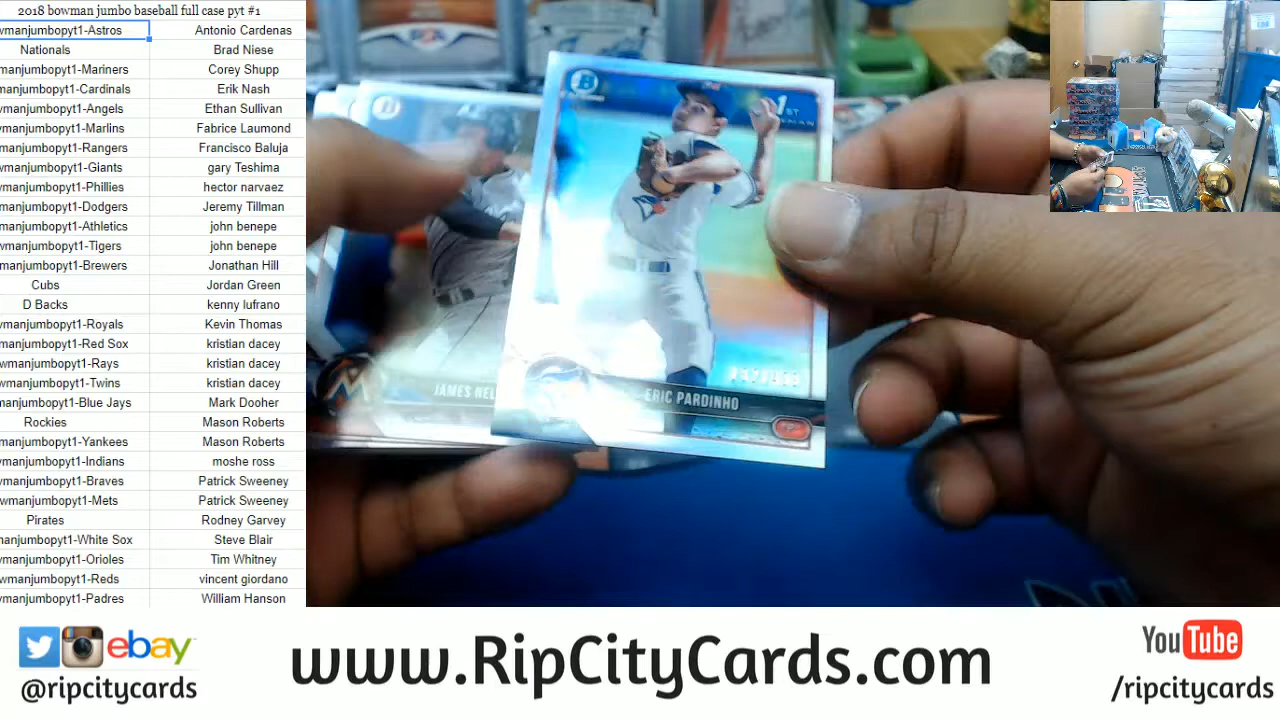 2018 bowman jumbo baseball full case pyt #1
wmanjumbopyt1-Astros Antonio Cardenas
Nationals Brad Niese
manjumbopyt1-Mariners Corey Shupp
manjumbopyt1-Cardinals Erik Nash
wmanjumbopyt1-Angels Ethan Sullivan
wmanjumbopyt1-Marlins Fabrice Laumond
manjumbopyt1-Rangers Francisco Baluja
wmanjumbopyt1-Giants gary Teshima
manjumbopyt1-Phillies hector narvaez
manjumbopyt1-Dodgers Jeremy Tillman
manjumbopyt1-Athletics john benepe
wmanjumbopyt1-Tigers john benepe
manjumbopyt1-Brewers Jonathan Hill
Cubs Jordan Green
D Backs kenny lufrano
wmanjumbopyt1-Royals Kevin Thomas
manjumbopyt1-Red Sox kristian dacey
wmanjumbopyt1-Rays kristian dacey
wmanjumbopyt1-Twins kristian dacey
manjumbopyt1-Blue Jays Mark Dooher
Rockies Mason Roberts
manjumbopyt1-Yankees Mason Roberts
wmanjumbopyt1-Indians moshe ross
wmanjumbopyt1-Braves Patrick Sweeney
wmanjumbopyt1-Mets Patrick Sweeney
Pirates Rodney Garvey
manjumbopyt1-White Sox Steve Blair
wmanjumbopyt1-Orioles Tim Whitney
wmanjumbopyt1-Reds vincent giordano
wmanjumbopyt1-Padres William Hanson
B
1ST
JAMES NEL
ERIC PARDINHO
ebay
@ripcitycards
www.RipCityCards.com
YouTube
/ripcitycards